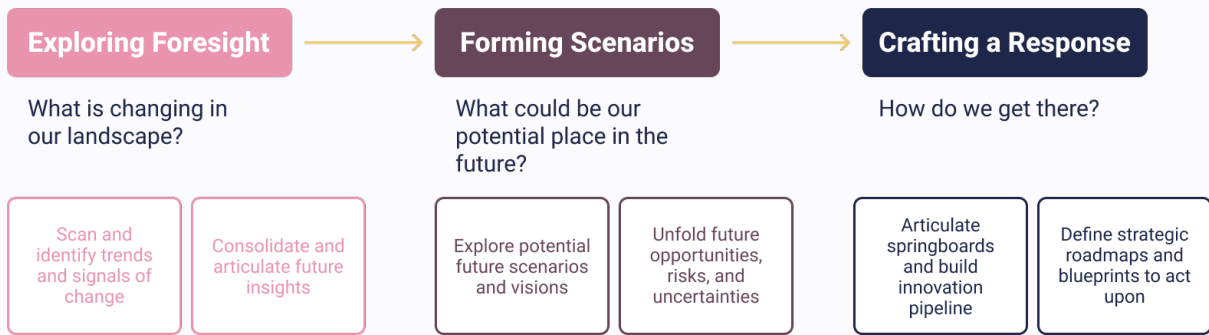 Exploring Foresight
Forming Scenarios
Crafting a Response
What is changing in
our landscape?
What could be our
potential place in the
future?
How do we get there?
Scan and
identify trends
and signals of
change
Consolidate and
articulate future
insights
Explore potential
future scenarios
and visions
Unfold future
opportunities,
risks, and
uncertainties
Articulate
springboards
and build
innovation
pipeline
Define strategic
roadmaps and
blueprints to act
upon